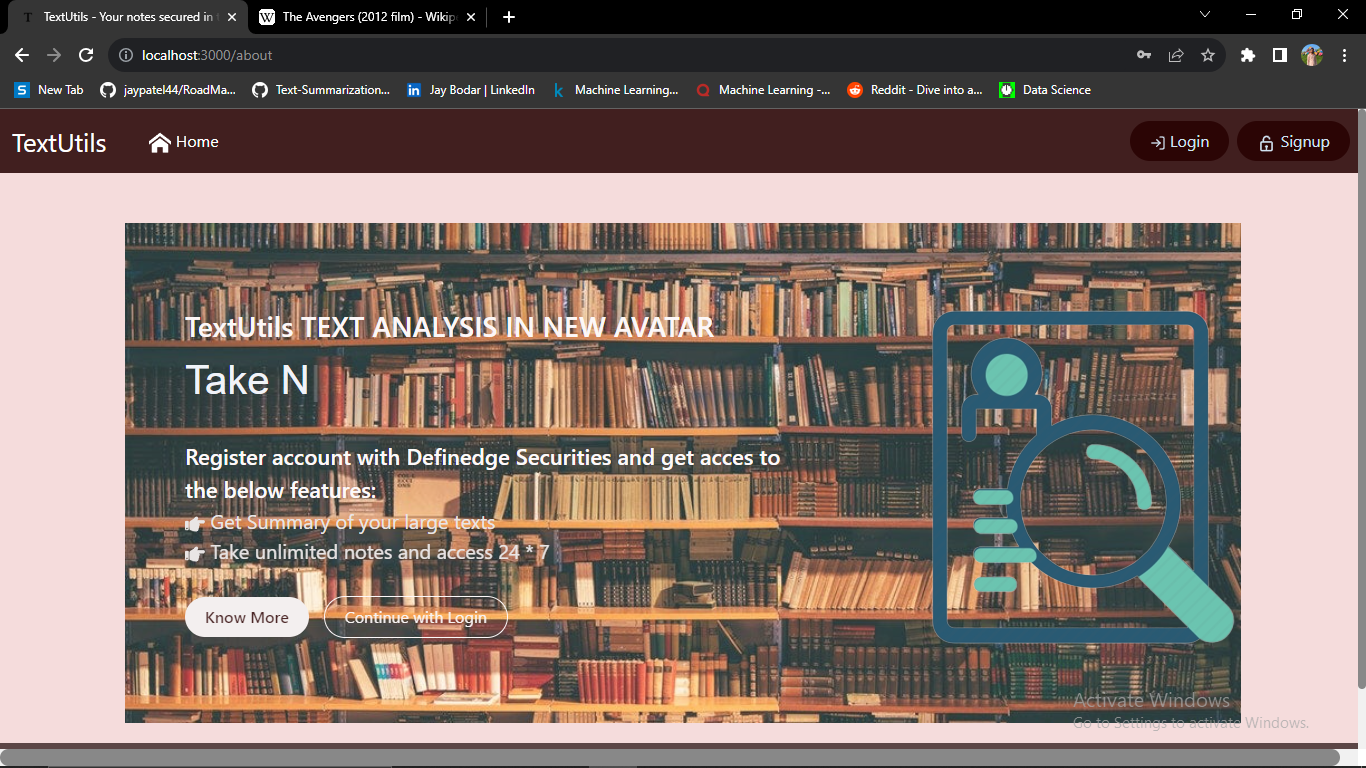 TextUtils - Your notes secured in
The Avengers (2012 film) - Wikip
localhost:3000/about
New Tab
jaypatel44/RoadMa...
Text-Summarization...
Jay Bodar | LinkedIn
Machine Learning...
Machine Learning -...
Reddit - Dive into a...
Data Science
TextUtils
Home
Login
Signup
TextUtils TEXT ANALYSIS IN NEW AVATAR
Take N
Register account with Definedge Securities and get acces to
the below features:
Get Summary of your large texts
Take unlimited notes and access 24 * 7
Know More
Continue with Login
Activate Windows
Go to Settings to activate Windows.